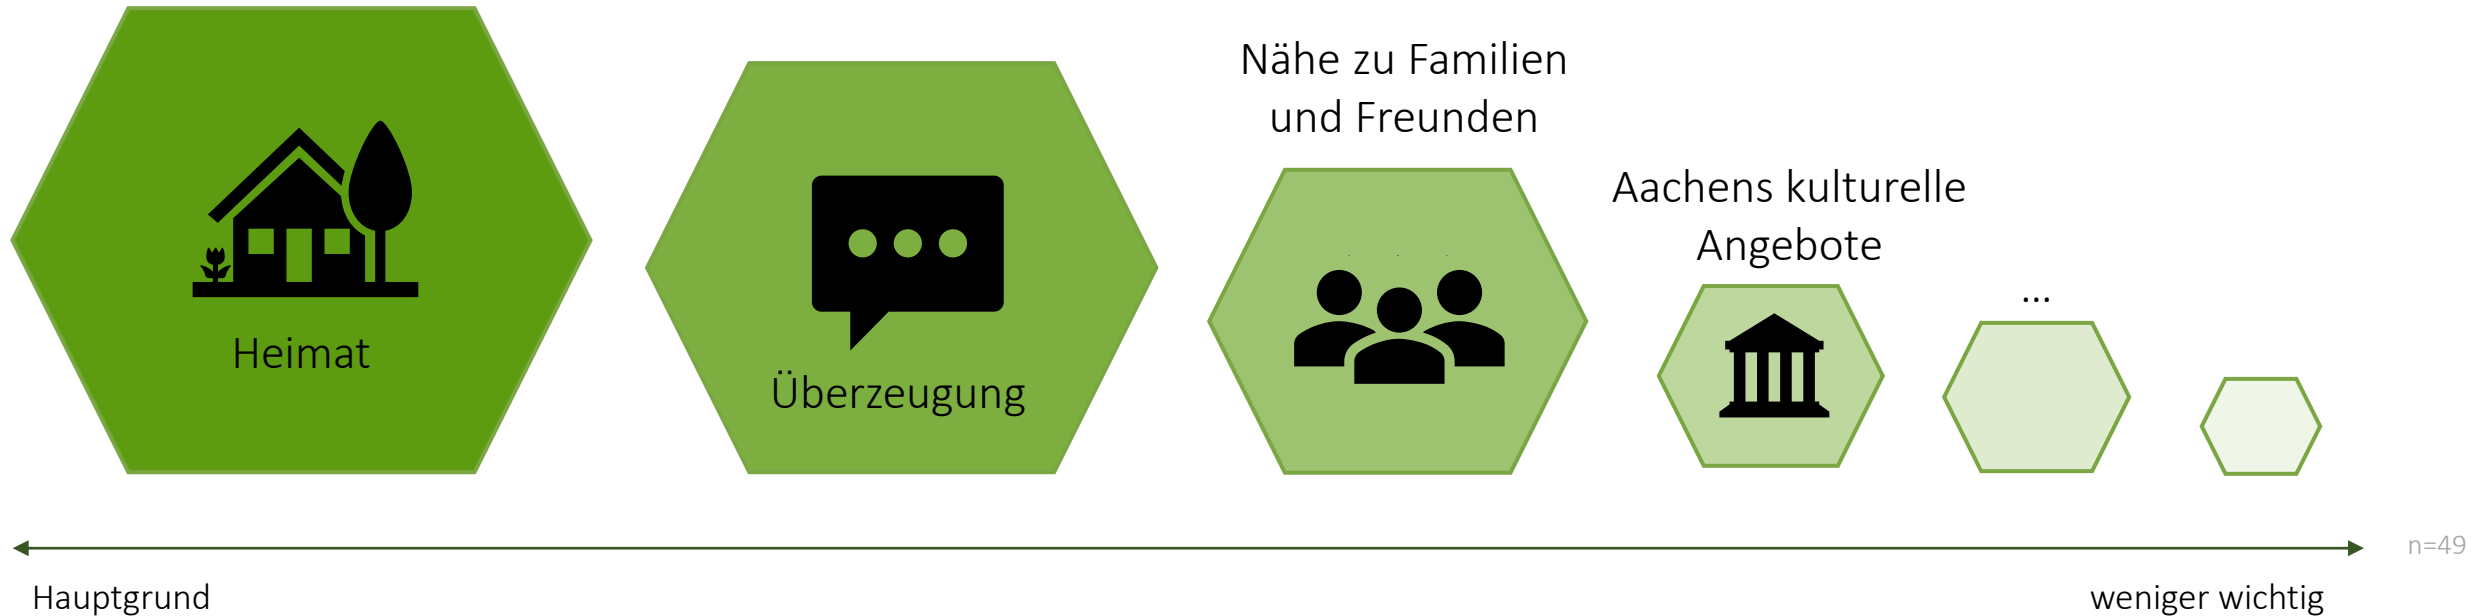 Heimat
Überzeugung
Nähe zu Familien
und Freunden
Aachens kulturelle
Angebote
...
n=49
Hauptgrund
weniger wichtig